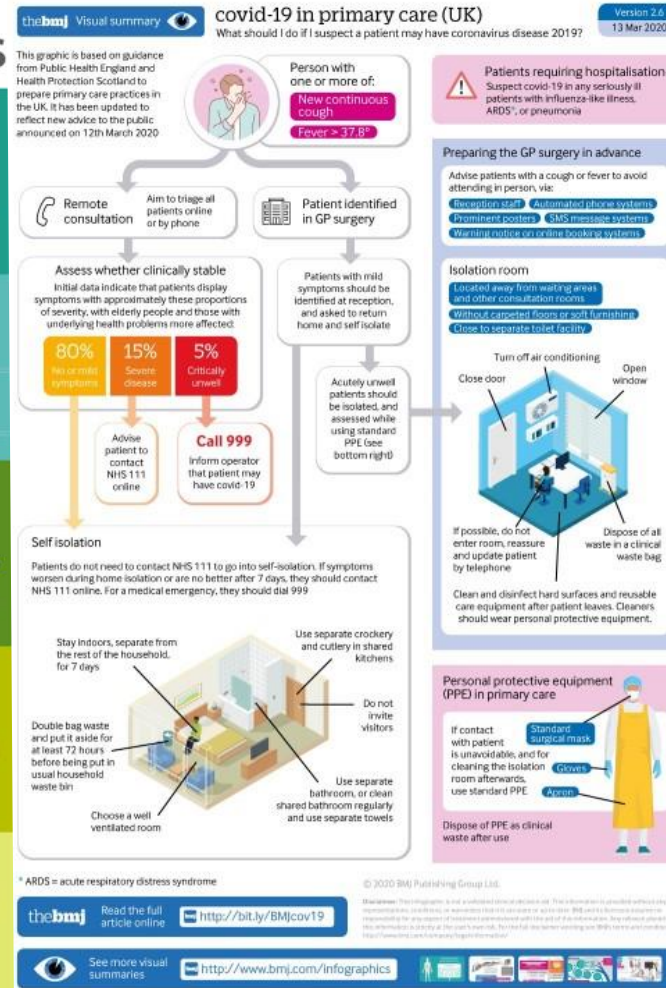 thebmj Visual summary
covid-19 in primary care (UK)
What should I do if I suspect a patient may have coronavirus disease 2019?
Version 2.6
13 Mar 2020
This graphic is based on guidance
from Public Health England and
Health Protection Scotland to
prepare primary care practices in
the UK. It has been updated to
reflect new advice to the public
announced on 12th March 2020
Person with
one or more of:
New continuous
cough
Fever > 37.8°
Patients requiring hospitalisation
Suspect covid-19 in any seriously ill
patients with influenza-like illness,
ARDS*, or pneumonia
Remote
consultation
Aim to triage all
patients online
or by phone
Patient identified
in GP surgery
Assess whether clinically stable
Initial data indicate that patients display
symptoms with approximately these proportions
of severity, with elderly people and those with
underlying health problems more affected:
80%
No or mild
symptoms
15%
Severe
disease
5%
Critically
unwell
Advise
patient to
contact
NHS 111
online
Call 999
Inform operator
that patient may
have covid-19
Patients with mild
symptoms should be
identified at reception,
and asked to return
home and self isolate
Acutely unwell
patients should
be isolated, and
assessed while
using standard
PPE (see
bottom right)
Preparing the GP surgery in advance
Advise patients with a cough or fever to avoid
attending in person, via:
Reception staff Automated phone systems
Prominent posters SMS message systems
Warning notice on online booking systems
Isolation room
Located away from waiting areas
and other consultation rooms
Without carpeted floors or soft furnishing
Close to separate toilet facility
Turn off air conditioning
Close door
Open
window
If possible, do not
enter room, reassure
and update patient
by telephone
Dispose of all
waste in a clinical
waste bag
Clean and disinfect hard surfaces and reusable
care equipment after patient leaves. Cleaners
should wear personal protective equipment.
Self isolation
Patients do not need to contact NHS 111 to go into self-isolation. If symptoms
worsen during home isolation or are no better after 7 days, they should contact
NHS 111 online. For a medical emergency, they should dial 999
Stay indoors, separate from
the rest of the household,
for 7 days
Use separate crockery
and cutlery in shared
kitchens
Do not
invite
visitors
Double bag waste
and put it aside for
at least 72 hours
before being put in
usual household
waste bin
Choose a well
ventilated room
Use separate
bathroom, or clean
shared bathroom regularly
and use separate towels
Personal protective equipment
(PPE) in primary care
If contact
with patient
is unavoidable, and for
cleaning the isolation
room afterwards,
use standard PPE
Standard
surgical mask
Gloves
Apron
Dispose of PPE as clinical
waste after use
* ARDS = acute respiratory distress syndrome
© 2020 BMJ Publishing Group Ltd.
thebmj
Read the full
article online
http://bit.ly/BMJcov19
See more visual
summaries
http://www.bmj.com/infographics